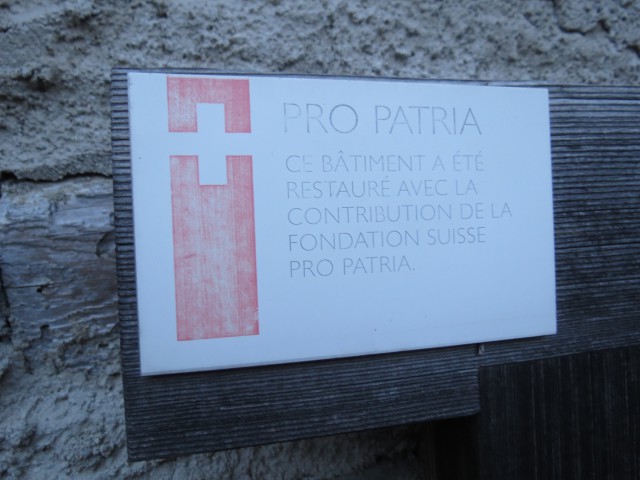 PRO PATRIA
CE BÂTIMENT A ÉTÉ
RESTAURÉ AVEC LA
CONTRIBUTION DE LA
FONDATION SUISSE
PRO PATRIA.